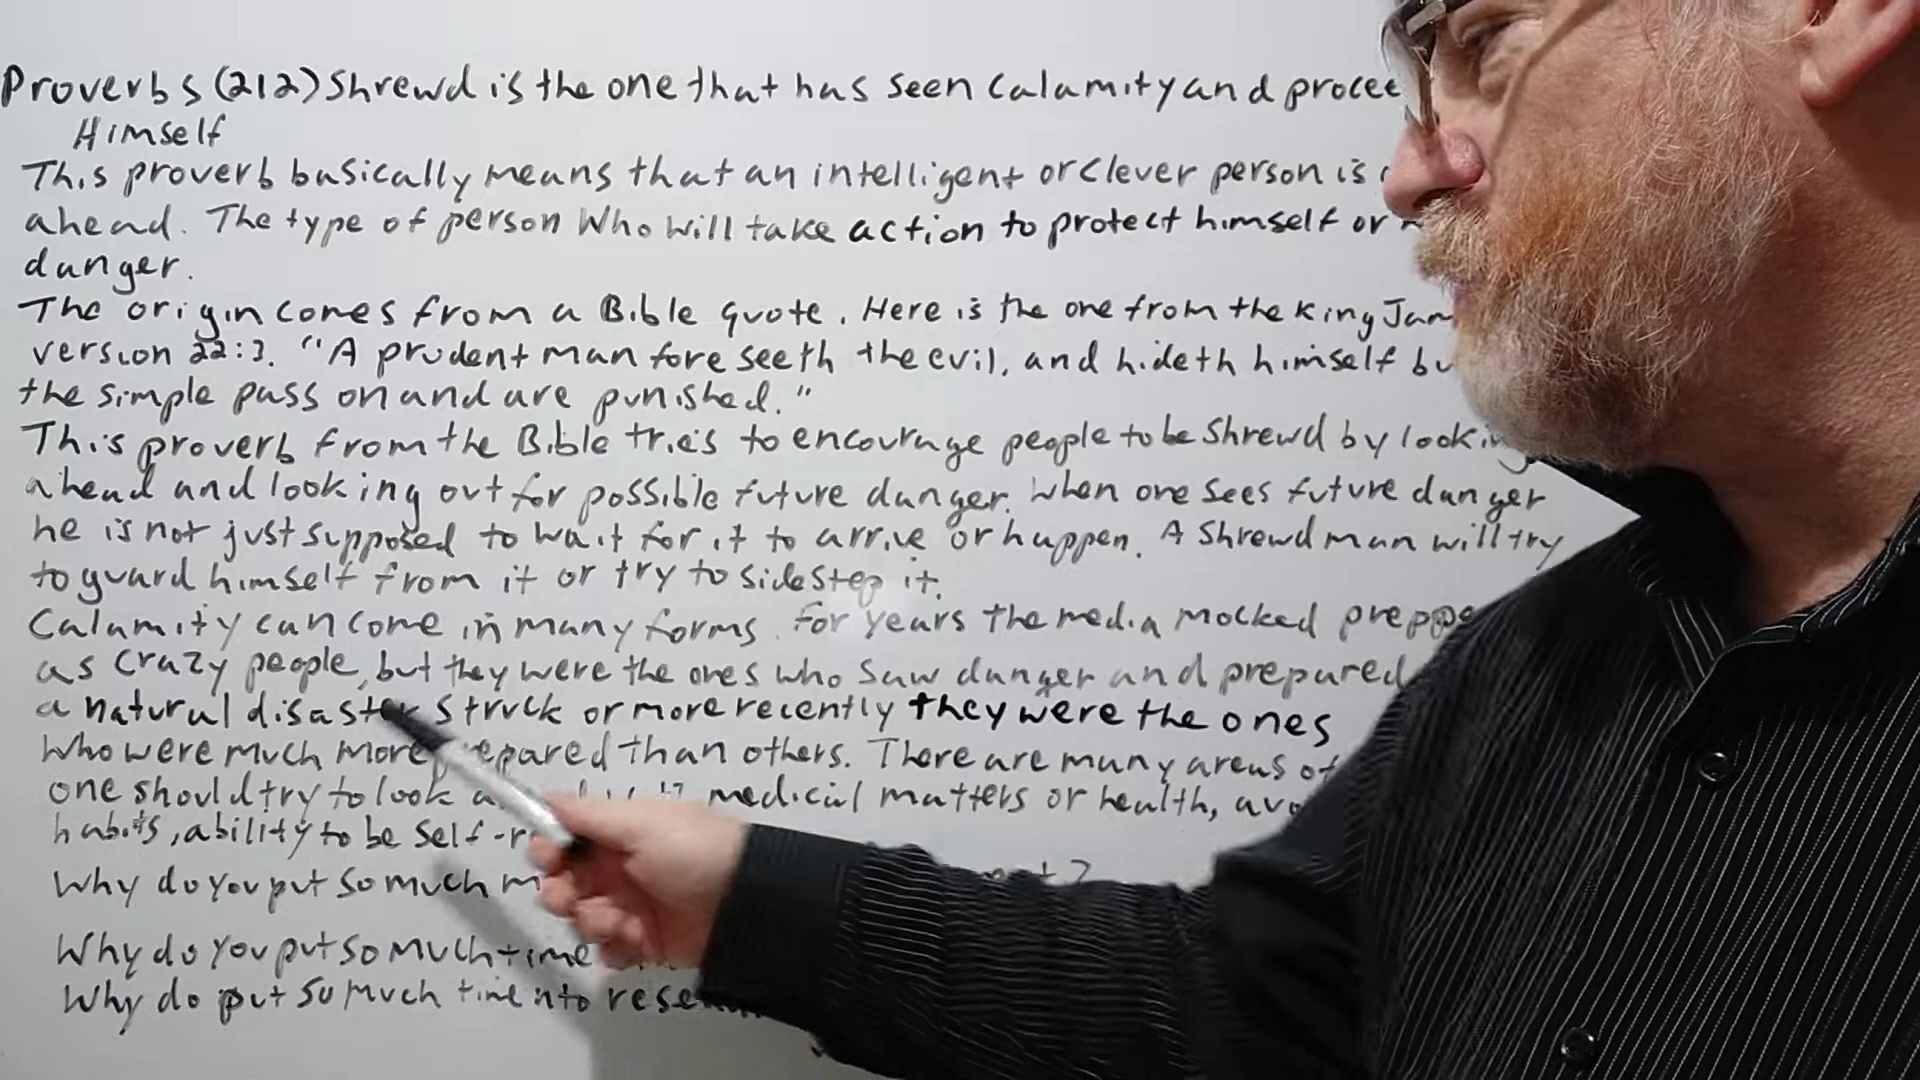 Proverbs (212) Shrewd is the one that has seen Calamity and
Himself
This proverb basically means that an intelligent or Clever person is
ahead. The type of person Who will take action to protect himself or
danger.
The origin comes from a Bible quote. Here is the one from the King
version 22:3. "A prudent man foreseeth the evil, and hideth himself
the simple pass on and are punished."
This proverb from the Bible tries to encourage people to be Shrewd by
ahead and looking out for possible future danger. When one sees future danger
he is not just supposed to wait for it to arrive or happen. A Shrewd man will try
to guard himself from it or try to sidestep it.
Calamity can come in many forms. For years the media mocked
as crazy people, but they were the ones who saw danger and prepared
a natural disaster struck or more recently they were the ones
Who were much more than others. There are many areas of
one should try to look medicial matters or health,
habits, ability to be self-
Why do you put so much
Why do you put so much time
Why do put so much time into